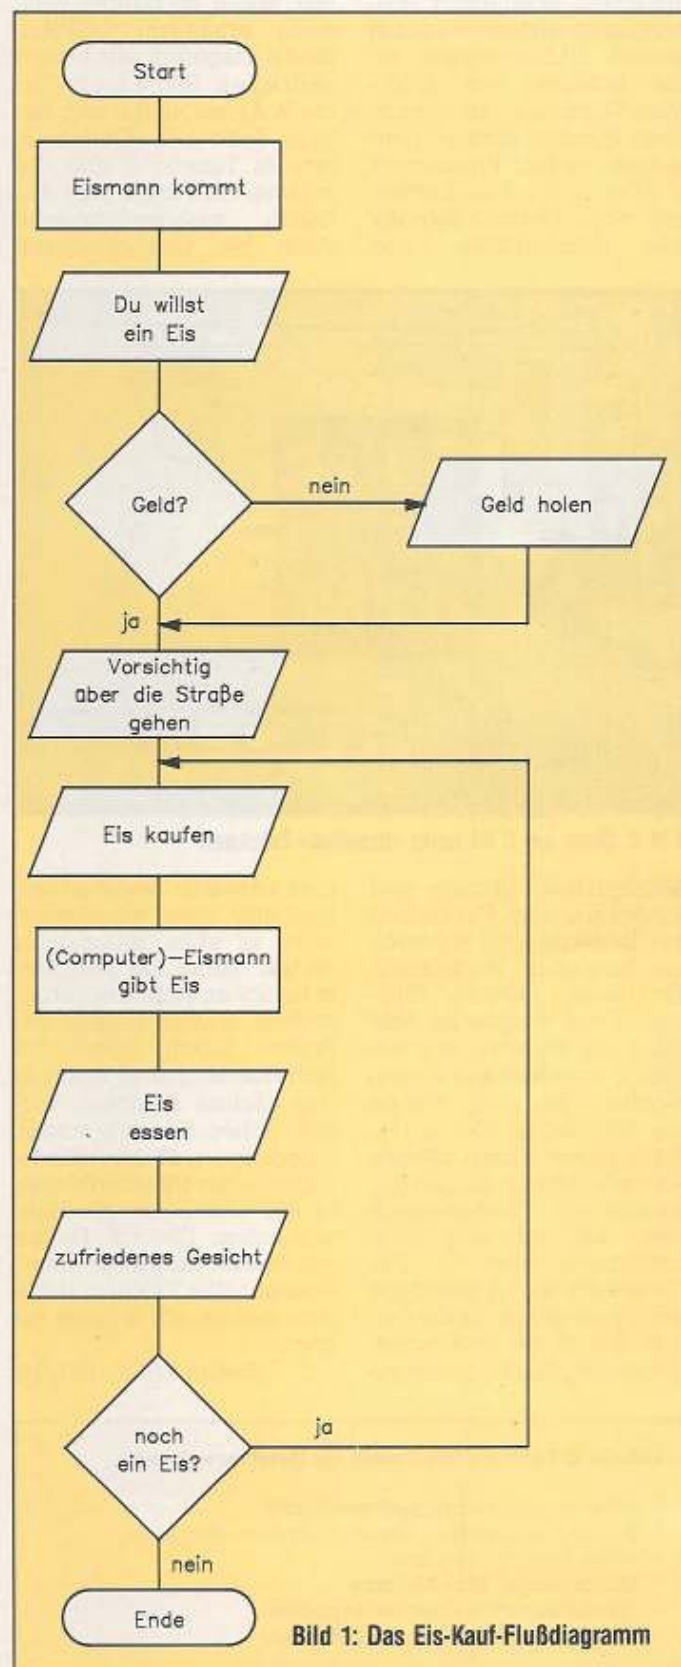 Start
Eismann kommt
Du willst
ein Eis
Geld?
nein
Geld holen
ja
Vorsichtig
über die Straße
gehen
Eis kaufen
(Computer)-Eismann
gibt Eis
Eis
essen
zufriedenes Gesicht
noch
ein Eis?
ja
nein
Ende
Bild 1: Das Eis-Kauf-Flußdiagramm